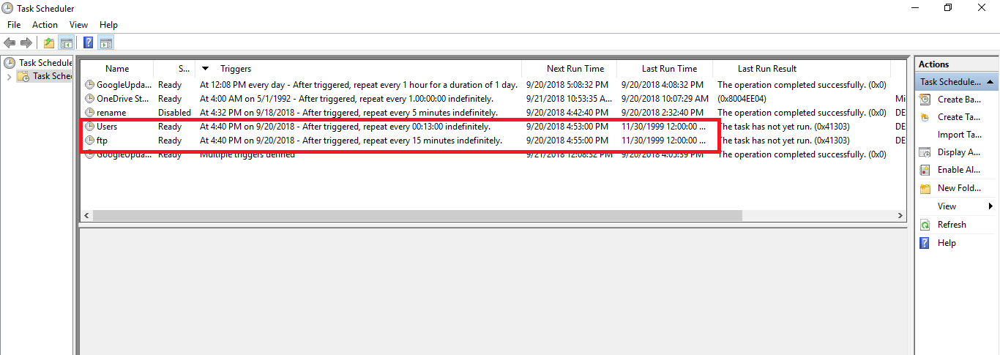 Task Scheduler
File Action View Help
Task Schedule
Task Sche
Name S... Triggers Next Run Time Last Run Time Last Run Result
GoogleUpda... Ready At 12:08 PM every day - After triggered, repeat every 1 hour for a duration of 1 day. 9/20/2018 5:08:32 PM 9/20/2018 4:08:32 PM The operation completed successfully. (0x0)
OneDrive St... Ready At 4:00 AM on 5/1/1992 - After triggered, repeat every 1.00:00:00 indefinitely. 9/21/2018 10:53:35 A... 9/20/2018 10:07:29 AM (0x8004EE04) Mi
rename Disabled At 4:32 PM on 9/18/2018 - After triggered, repeat every 5 minutes indefinitely. 9/20/2018 4:42:40 PM 9/20/2018 2:32:40 PM The operation completed successfully. (0x0) DE
Users Ready At 4:40 PM on 9/20/2018 - After triggered, repeat every 00:13:00 indefinitely. 9/20/2018 4:53:00 PM 11/30/1999 12:00:00 ... The task has not yet run. (0x41303) DE
ftp Ready At 4:40 PM on 9/20/2018 - After triggered, repeat every 15 minutes indefinitely. 9/20/2018 4:55:00 PM 11/30/1999 12:00:00 ... The task has not yet run. (0x41303) DE
GoogleUpda... Ready Multiple triggers defined 9/21/2018 12:08:32 PM 9/20/2018 4:05:39 PM The operation completed successfully. (0x0)
Actions
Task Schedule...
Create Ba...
Create Ta...
Import Ta...
Display A...
Enable Al...
New Fold...
View
Refresh
Help